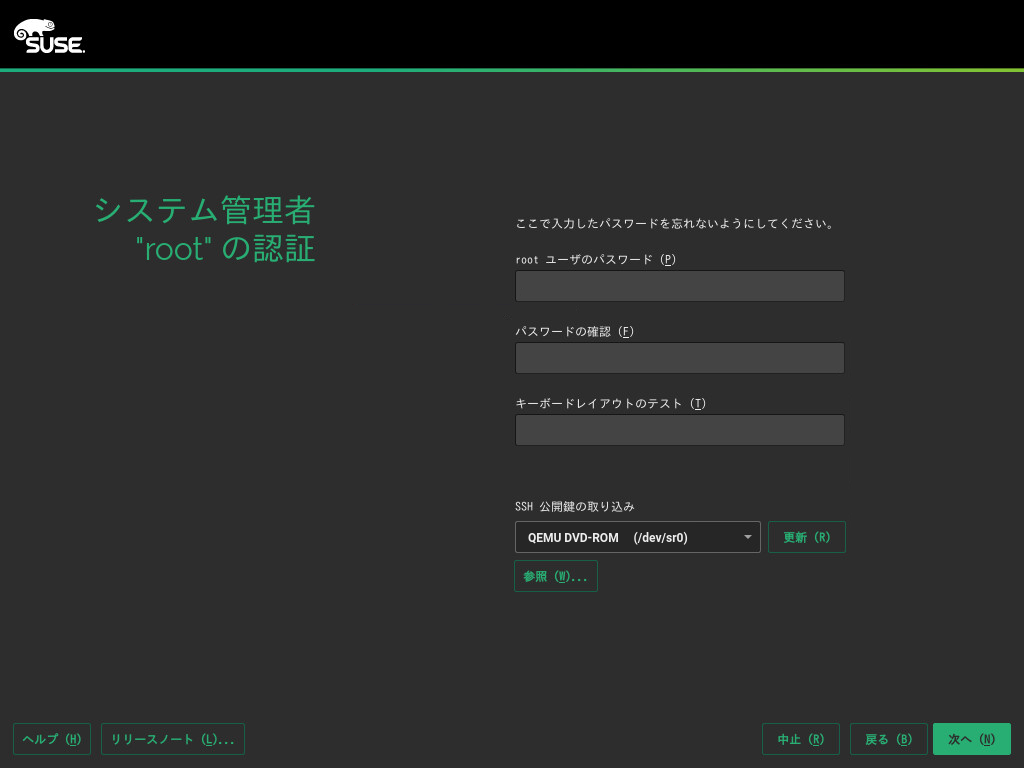 SUSE.
システム管理者
"root" の認証
ここで入力したパスワードを忘れないようにしてください。
root ユーザのパスワード (P)
パスワードの確認 (F)
キーボードレイアウトのテスト (T)
SSH 公開鍵の取り込み
QEMU DVD-ROM (/dev/sr0)
更新 (R)
参照 (W)...
ヘルプ (H)
リリースノート (L)...
中止 (R)
戻る (B)
次へ (N)